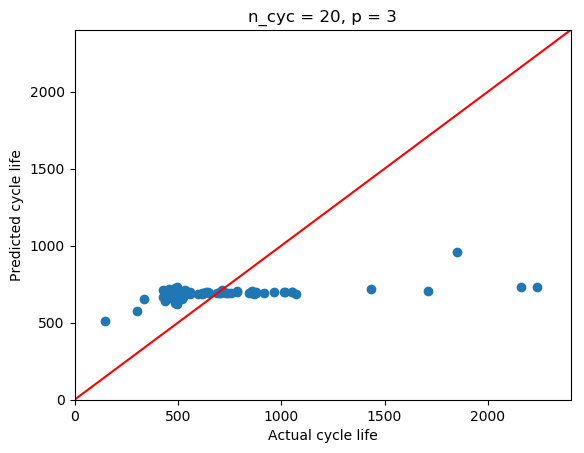 n_cyc = 20, p = 3
Predicted cycle life
2000
1500
1000
500
0
0 500 1000 1500 2000
Actual cycle life